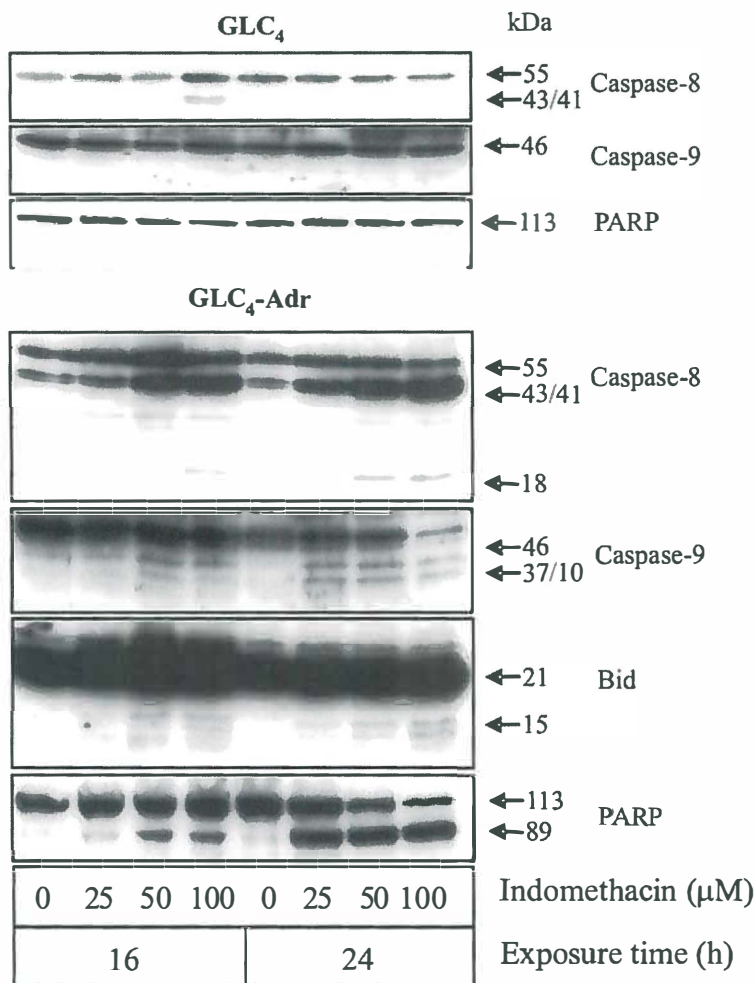 GLC₄ kDa
55 Caspase-8
43/41
46 Caspase-9
113 PARP
GLC₄-Adr
55 Caspase-8
43/41
18
46 Caspase-9
37/10
21 Bid
15
113 PARP
89
0 25 50 100 0 25 50 100 Indomethacin (μM)
16 24 Exposure time (h)